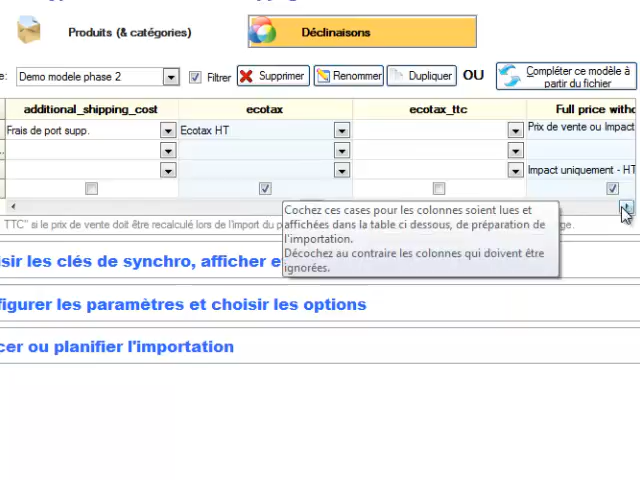 Produits (& catégories)
Déclinaisons
e:
Demo modele phase 2
Filtrer
Supprimer
Renommer
Dupliquer
OU
Compléter ce modèle à
partir du fichier
additional_shipping_cost
ecotax
ecotax_ttc
Full price witho
Frais de port supp.
Ecotax HT
Prix de vente ou Impact
Impact uniquement - HT
TTC" si le prix de vente doit être recalculé lors de l'import du p
ge.
Cochez ces cases pour les colonnes soient lues et
affichées dans la table ci dessous, de préparation de
l'importation.
Décochez au contraire les colonnes qui doivent être
ignorées.
sir les clés de synchro, afficher e
figurer les paramètres et choisir les options
cer ou planifier l'importation